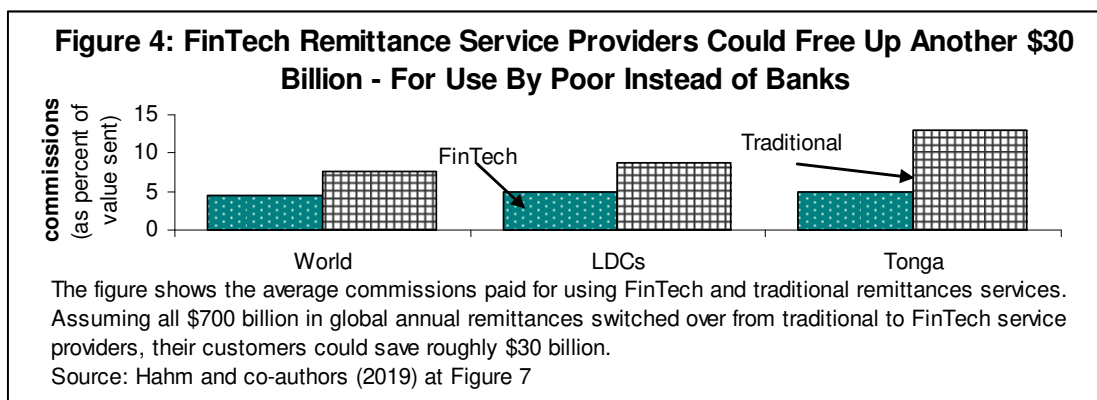 Figure 4: FinTech Remittance Service Providers Could Free Up Another $30
Billion - For Use By Poor Instead of Banks
commissions
(as percent of
value sent)
15
10
5
0
FinTech
Traditional
World
LDCs
Tonga
The figure shows the average commissions paid for using FinTech and traditional remittances services.
Assuming all $700 billion in global annual remittances switched over from traditional to FinTech service
providers, their customers could save roughly $30 billion.
Source: Hahm and co-authors (2019) at Figure 7